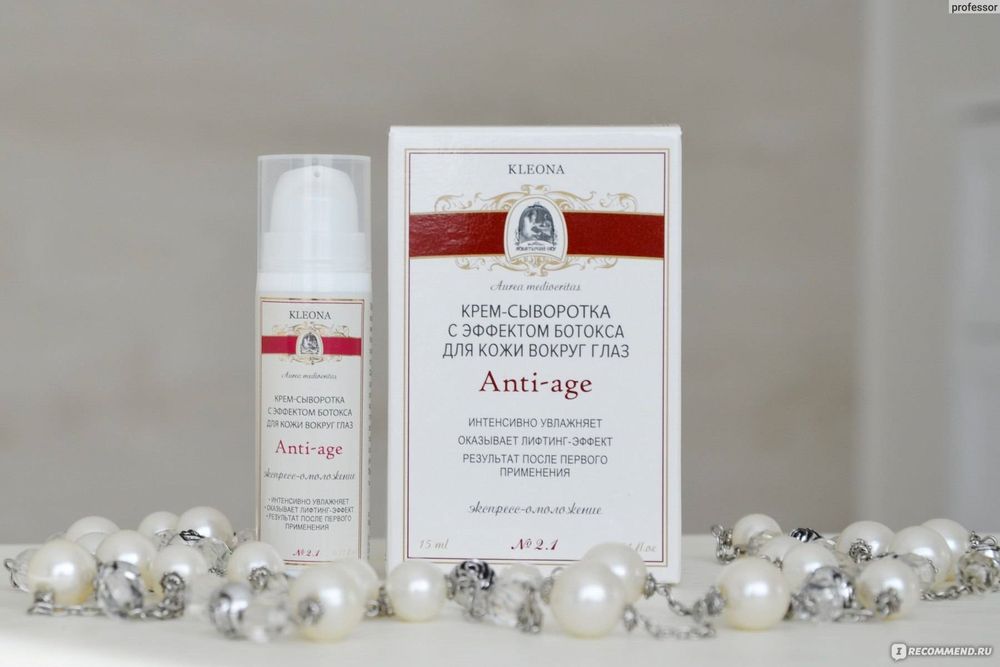 professor
KLEONA
Aurea mediocritas
КРЕМ-СЫВОРОТКА
С ЭФФЕКТОМ БОТОКСА
ДЛЯ КОЖИ ВОКРУГ ГЛАЗ
Anti-age
экспресс-омоложение
• ИНТЕНСИВНО УВЛАЖНЯЕТ
• ОКАЗЫВАЕТ ЛИФТИНГ-ЭФФЕКТ
• РЕЗУЛЬТАТ ПОСЛЕ ПЕРВОГО
ПРИМЕНЕНИЯ
№ 2.1
KLEONA
Aurea mediocritas
КРЕМ-СЫВОРОТКА
С ЭФФЕКТОМ БОТОКСА
ДЛЯ КОЖИ ВОКРУГ ГЛАЗ
Anti-age
ИНТЕНСИВНО УВЛАЖНЯЕТ
ОКАЗЫВАЕТ ЛИФТИНГ-ЭФФЕКТ
РЕЗУЛЬТАТ ПОСЛЕ ПЕРВОГО
ПРИМЕНЕНИЯ
экспресс-омоложение
15 ml № 2.1 fl.oz
IRECOMMEND.RU